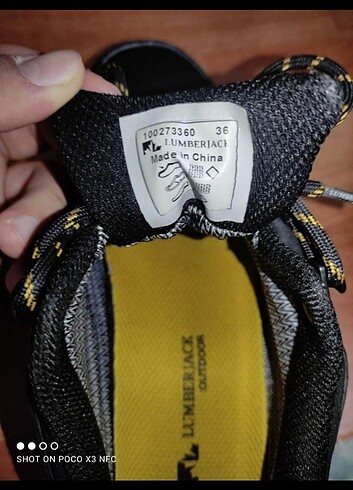 100273360 36
LUMBERJACK
Made in China
LUMBERJACK
OUTDOOR
SHOT ON POCO X3 NFC